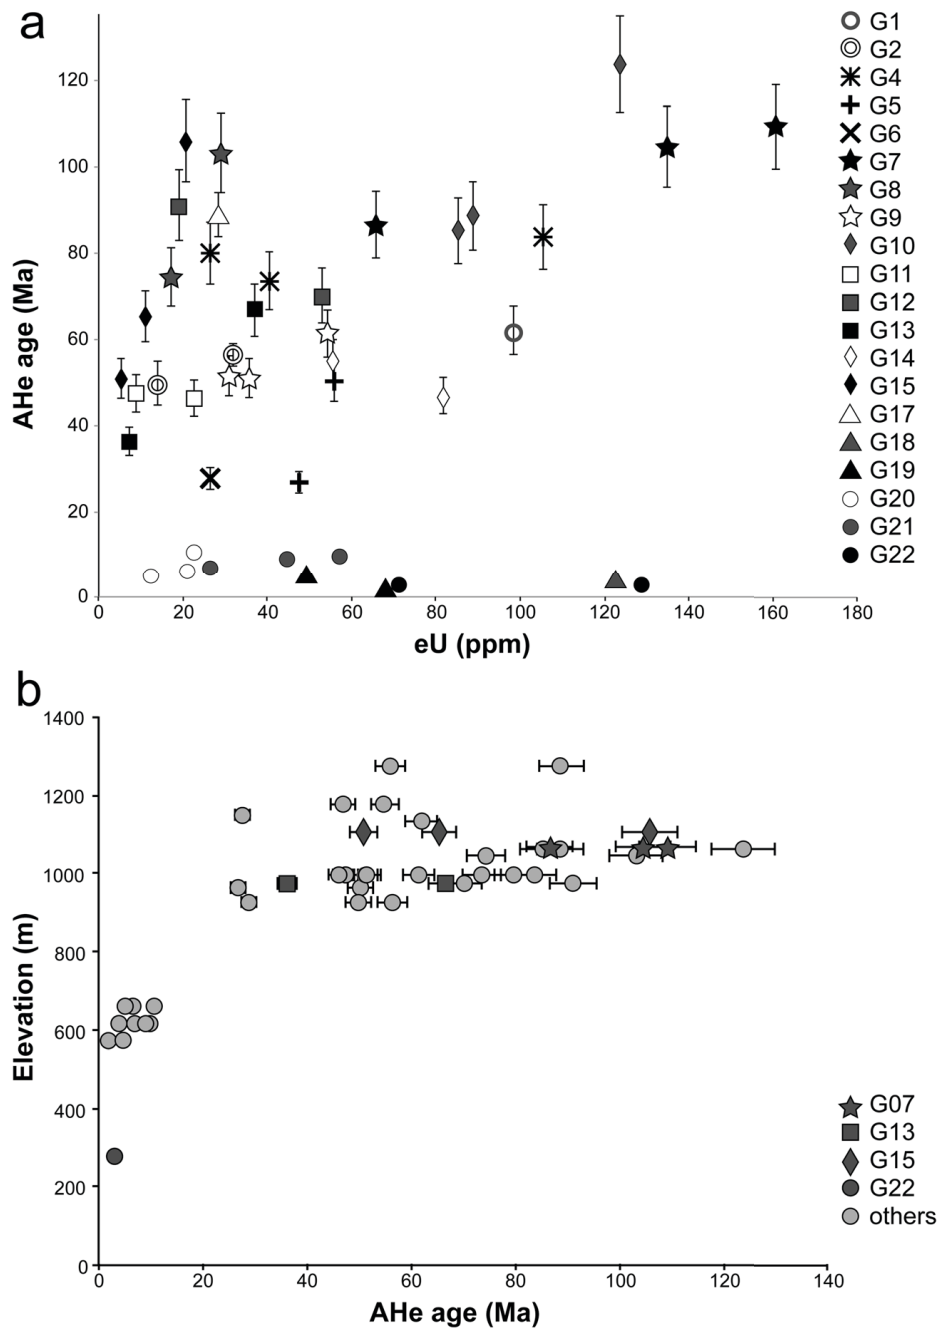 a
AHe age (Ma)
120
100
80
60
40
20
0
0 20 40 60 80 100 120 140 160 180
eU (ppm)
G1
G2
G4
G5
G6
G7
G8
G9
G10
G11
G12
G13
G14
G15
G17
G18
G19
G20
G21
G22
b
Elevation (m)
1400
1200
1000
800
600
400
200
0
0 20 40 60 80 100 120 140
AHe age (Ma)
G07
G13
G15
G22
others